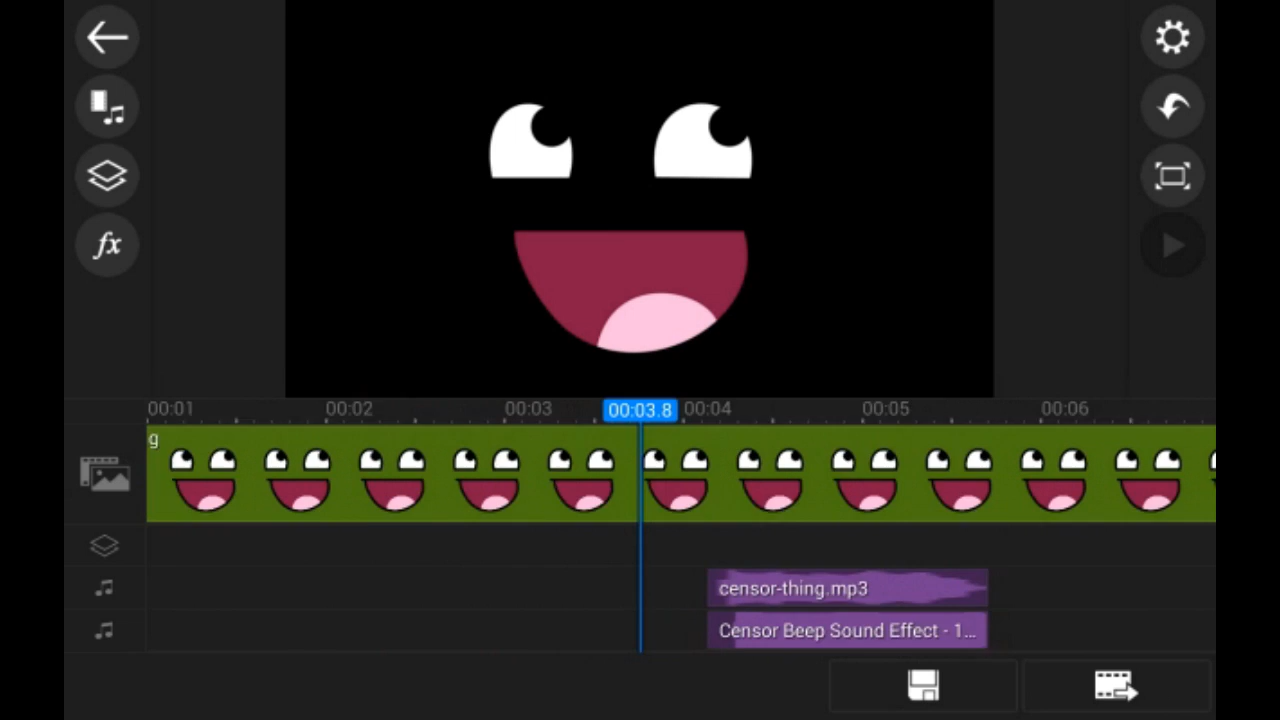 fx
00:01 00:02 00:03 00:03.8 00:04 00:05 00:06
g
censor-thing.mp3
Censor Beep Sound Effect - 1...